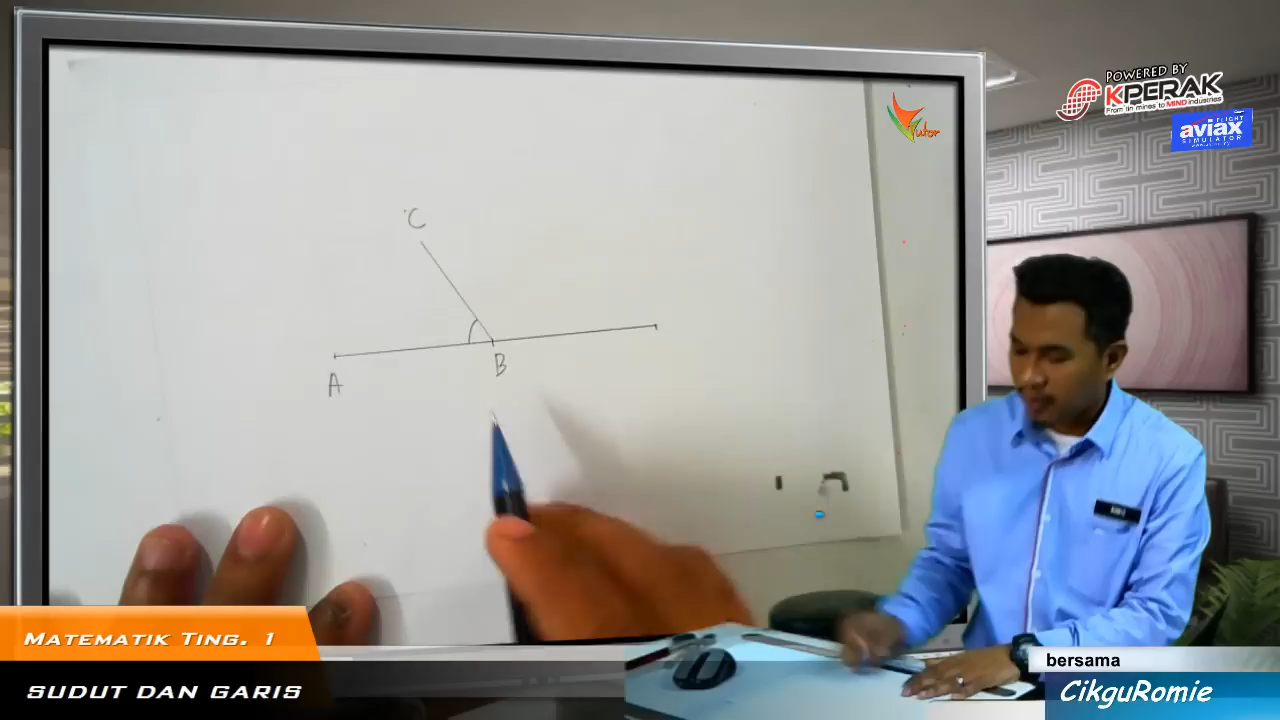 POWERED BY
KPERAK
From tin mines to MIND industries
FLIGHT
aviax
SIMULATOR
Tutor
C
B
A
MATEMATIK TING. 1
SUDUT DAN GARIS
bersama
CikguRomie